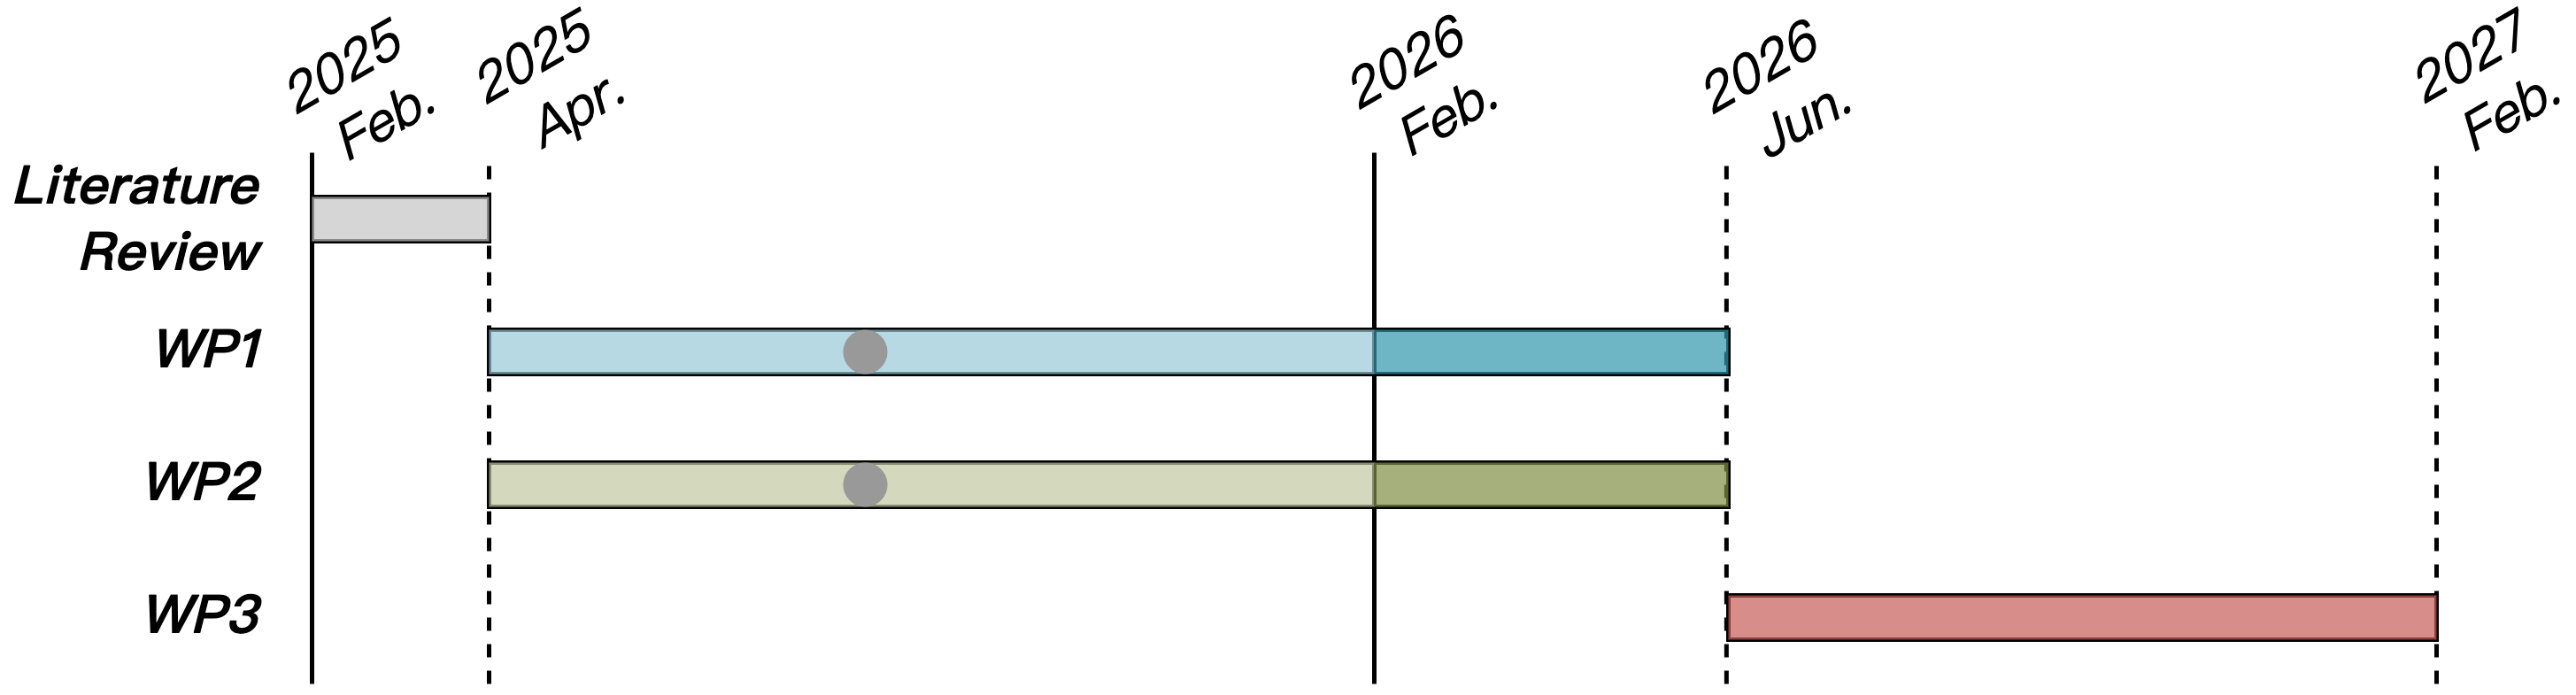 2025
Feb.
2025
Apr.
2026
Feb.
2026
Jun.
2027
Feb.
Literature
Review
WP1
WP2
WP3